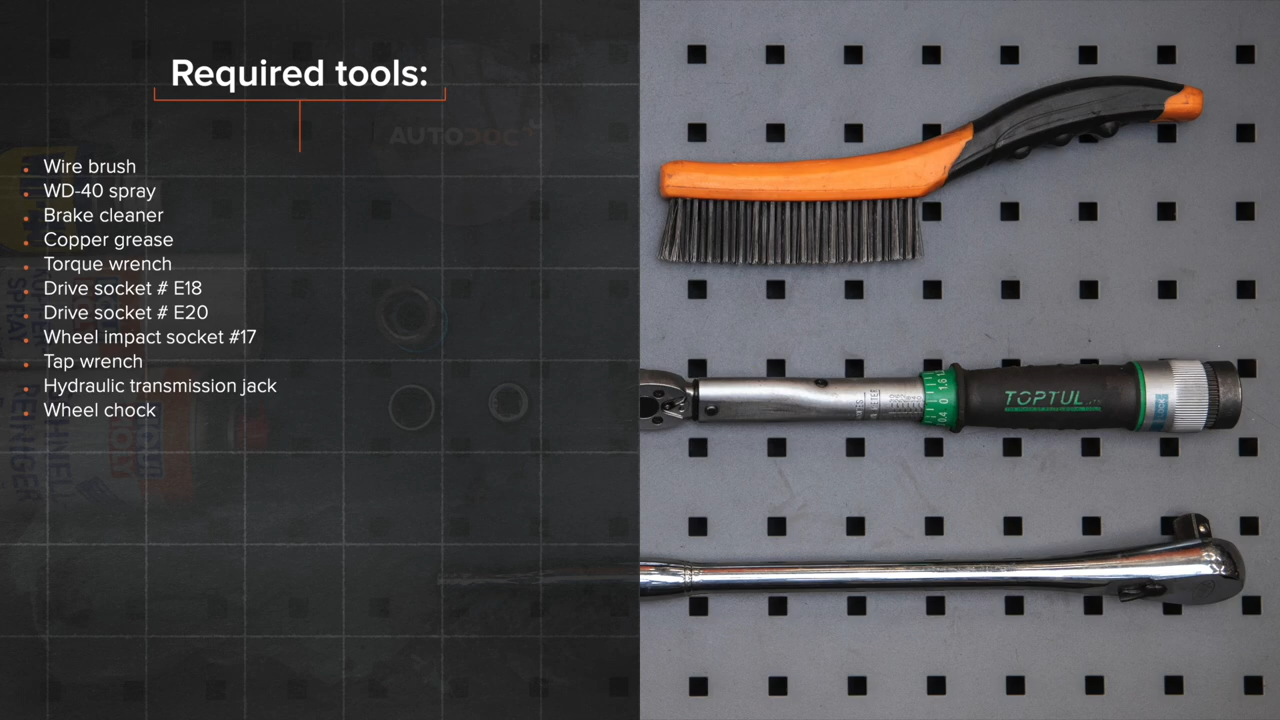 Required tools:
AUTODOC
Wire brush
WD-40 spray
Brake cleaner
Copper grease
Torque wrench
Drive socket # E18
Drive socket # E20
Wheel impact socket #17
Tap wrench
Hydraulic transmission jack
Wheel chock
TOPTUL